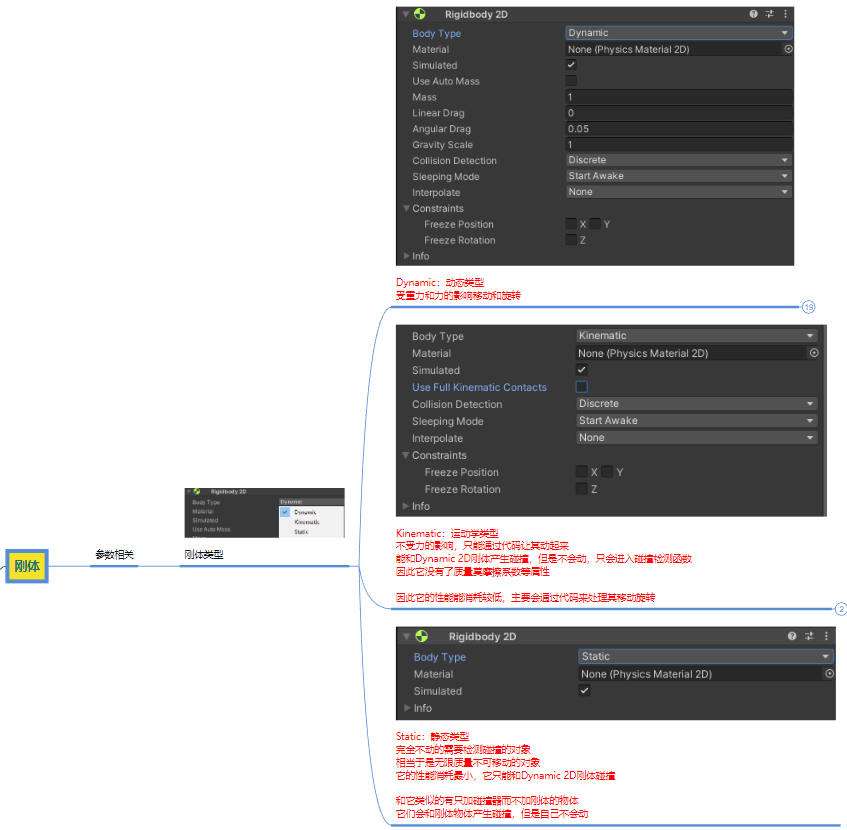 Rigidbody 2D
Body Type Dynamic
Material None (Physics Material 2D)
Simulated
Use Auto Mass
Mass 1
Linear Drag 0
Angular Drag 0.05
Gravity Scale 1
Collision Detection Discrete
Sleeping Mode Start Awake
Interpolate None
Constraints
Freeze Position X Y
Freeze Rotation Z
Info
Dynamic：动态类型
受重力和力的影响移动和旋转
19
Body Type Kinematic
Material None (Physics Material 2D)
Simulated
Use Full Kinematic Contacts
Collision Detection Discrete
Sleeping Mode Start Awake
Interpolate None
Constraints
Freeze Position X Y
Freeze Rotation Z
Info
Kinematic：运动学类型
不受力的影响，只能通过代码让其动起来
能和Dynamic 2D刚体产生碰撞，但是不会动，只会进入碰撞检测函数
因此它没有了质量莫摩擦系数等属性
因此它的性能能消耗较低，主要会通过代码来处理其移动旋转
2
Rigidbody 2D
Body Type Dynamic
Material Dynamic
Simulated Kinematic
Use Auto Mass Static
刚体
参数相关
刚体类型
Rigidbody 2D
Body Type Static
Material None (Physics Material 2D)
Simulated
Info
Static：静态类型
完全不动的需要检测碰撞的对象
相当于是无限质量不可移动的对象
它的性能消耗最小，它只能和Dynamic 2D刚体碰撞
和它类似的有只加碰撞器而不加刚体的物体
它们会和刚体物体产生碰撞，但是自己不会动